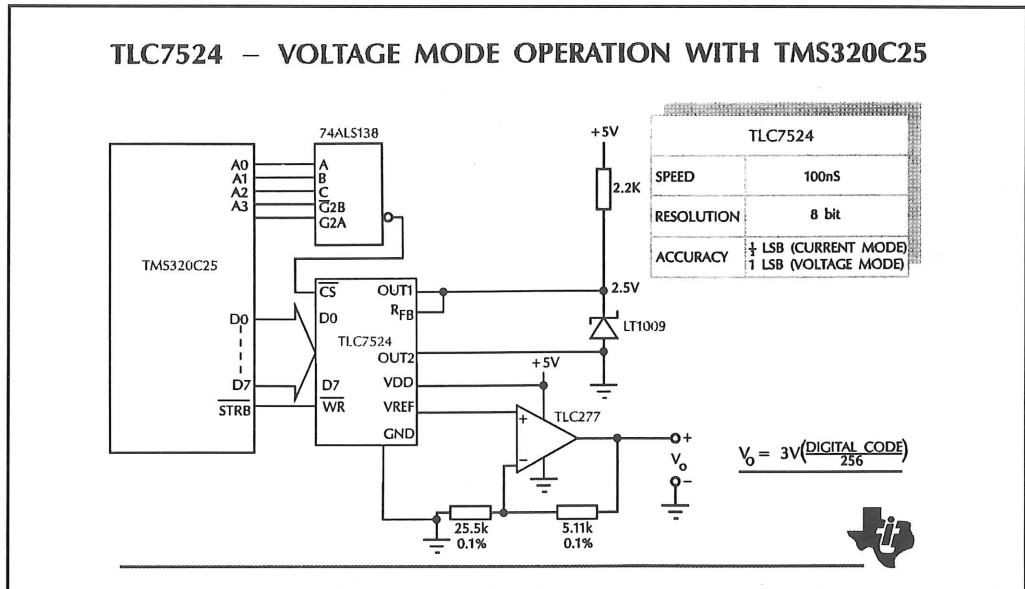 TLC7524 – VOLTAGE MODE OPERATION WITH TMS320C25
74ALS138
A0
A1
A2
A3
A
B
C
G2B
G2A
TMS320C25
D0
D7
STRB
CS
D0
TLC7524
D7
WR
OUT1
RFB
OUT2
VDD
VREF
GND
+5V
2.2K
2.5V
LT1009
+5V
TLC277
+
−
25.5k
0.1%
5.11k
0.1%
+
Vo
−
TLC7524
SPEED 100nS
RESOLUTION 8 bit
ACCURACY ½ LSB (CURRENT MODE)
1 LSB (VOLTAGE MODE)
Vo = 3V(DIGITAL CODE/256)
ti